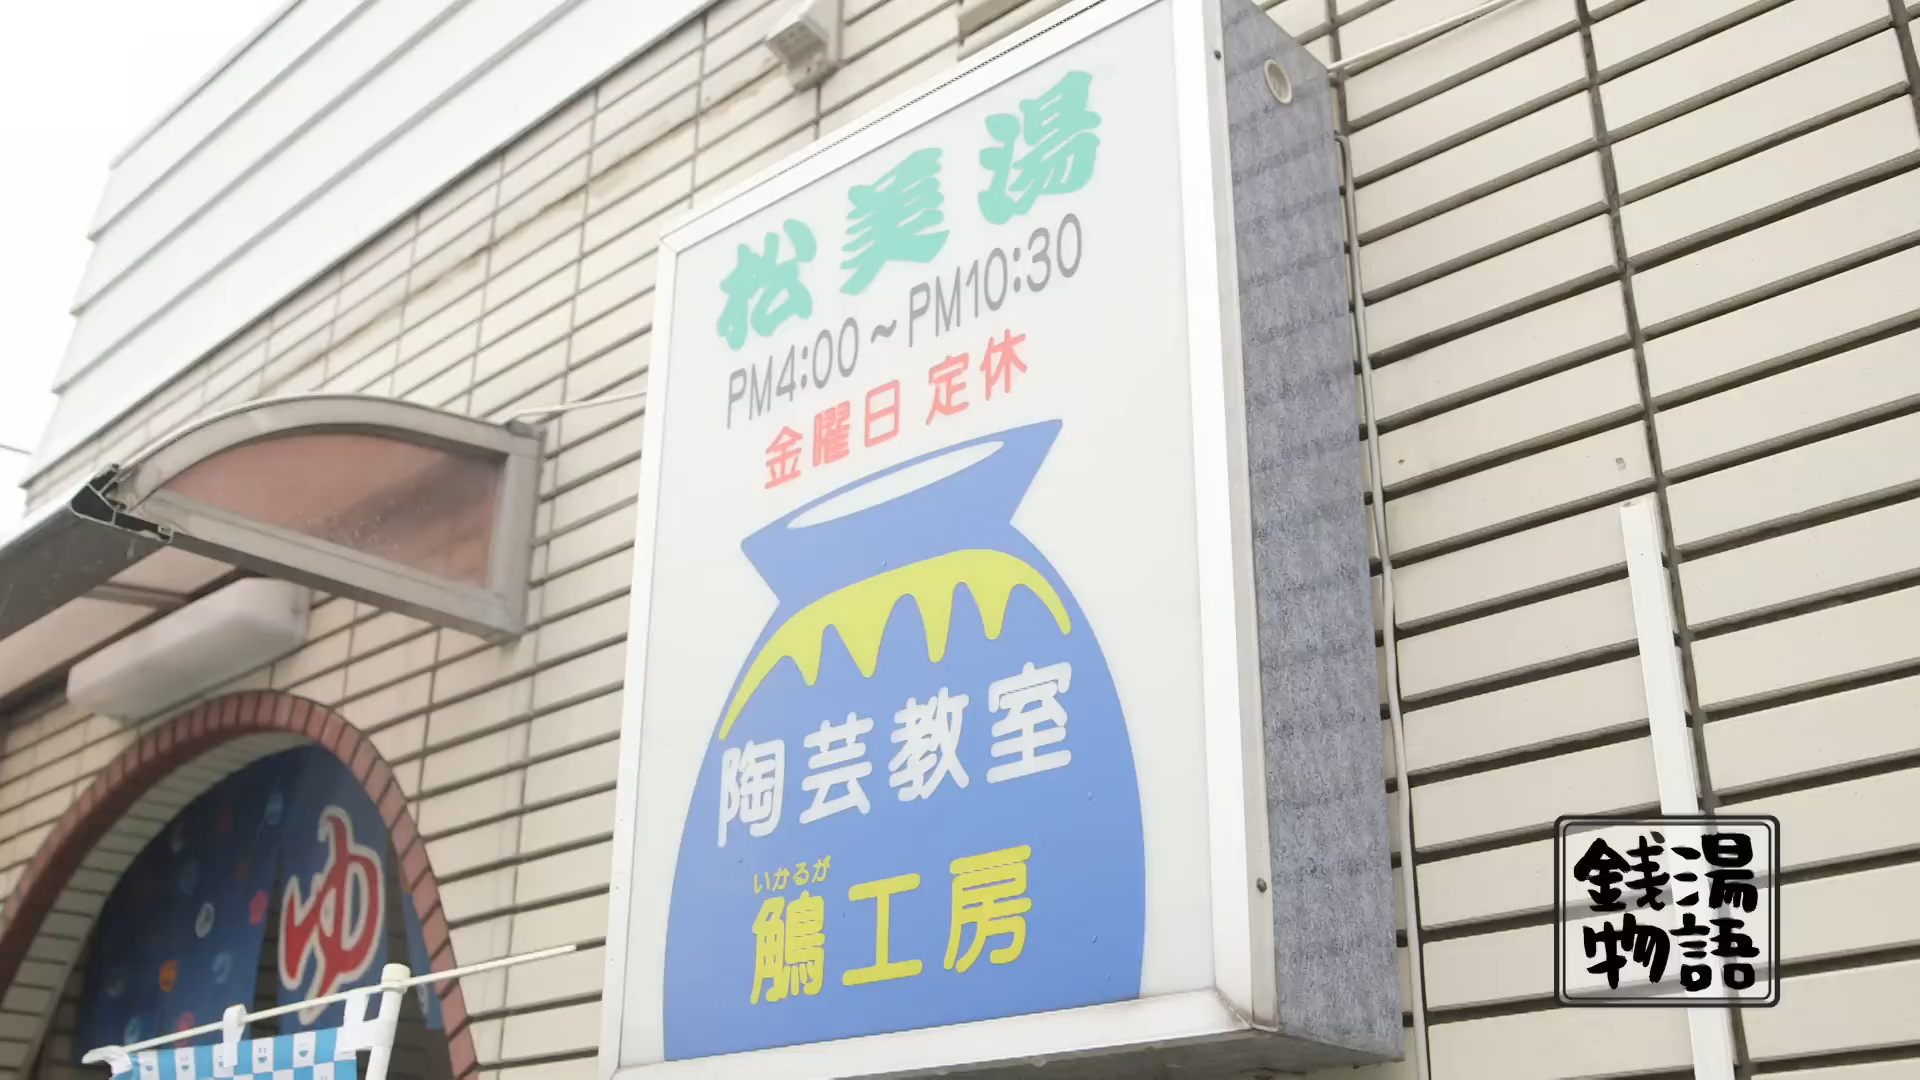 松美湯
PM4:00～PM10:30
金曜日 定休
陶芸教室
いかるが
鵤工房
ゆ
銭湯
物語